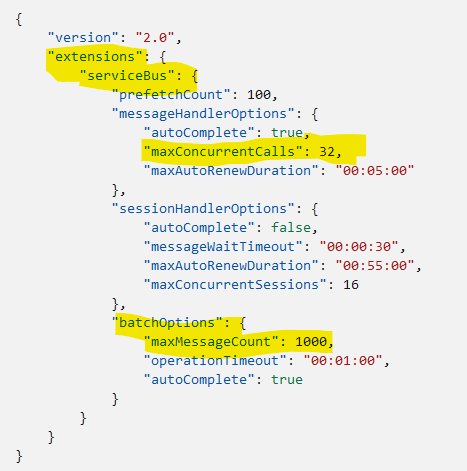 {
    "version": "2.0",
    "extensions": {
        "serviceBus": {
            "prefetchCount": 100,
            "messageHandlerOptions": {
                "autoComplete": true,
                "maxConcurrentCalls": 32,
                "maxAutoRenewDuration": "00:05:00"
            },
            "sessionHandlerOptions": {
                "autoComplete": false,
                "messageWaitTimeout": "00:00:30",
                "maxAutoRenewDuration": "00:55:00",
                "maxConcurrentSessions": 16
            },
            "batchOptions": {
                "maxMessageCount": 1000,
                "operationTimeout": "00:01:00",
                "autoComplete": true
            }
        }
    }
}